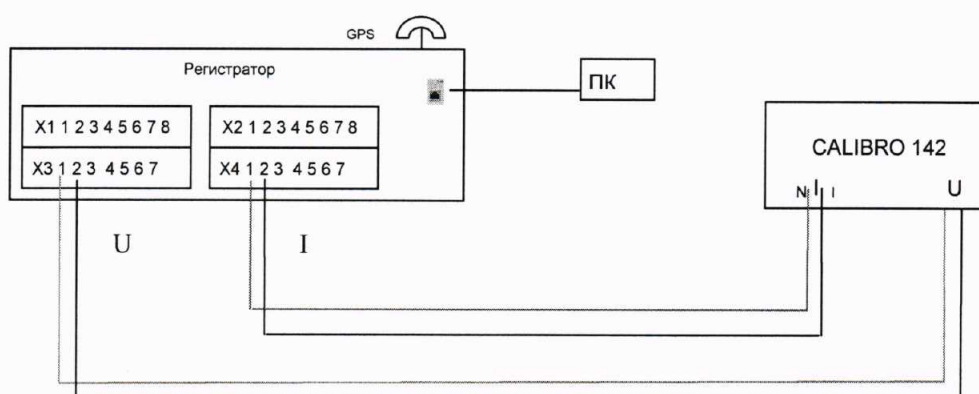 GPS
Регистратор
ПК
X1 1 2 3 4 5 6 7 8
X2 1 2 3 4 5 6 7 8
X3 1 2 3 4 5 6 7
X4 1 2 3 4 5 6 7
CALIBRO 142
N I I
U
U
I